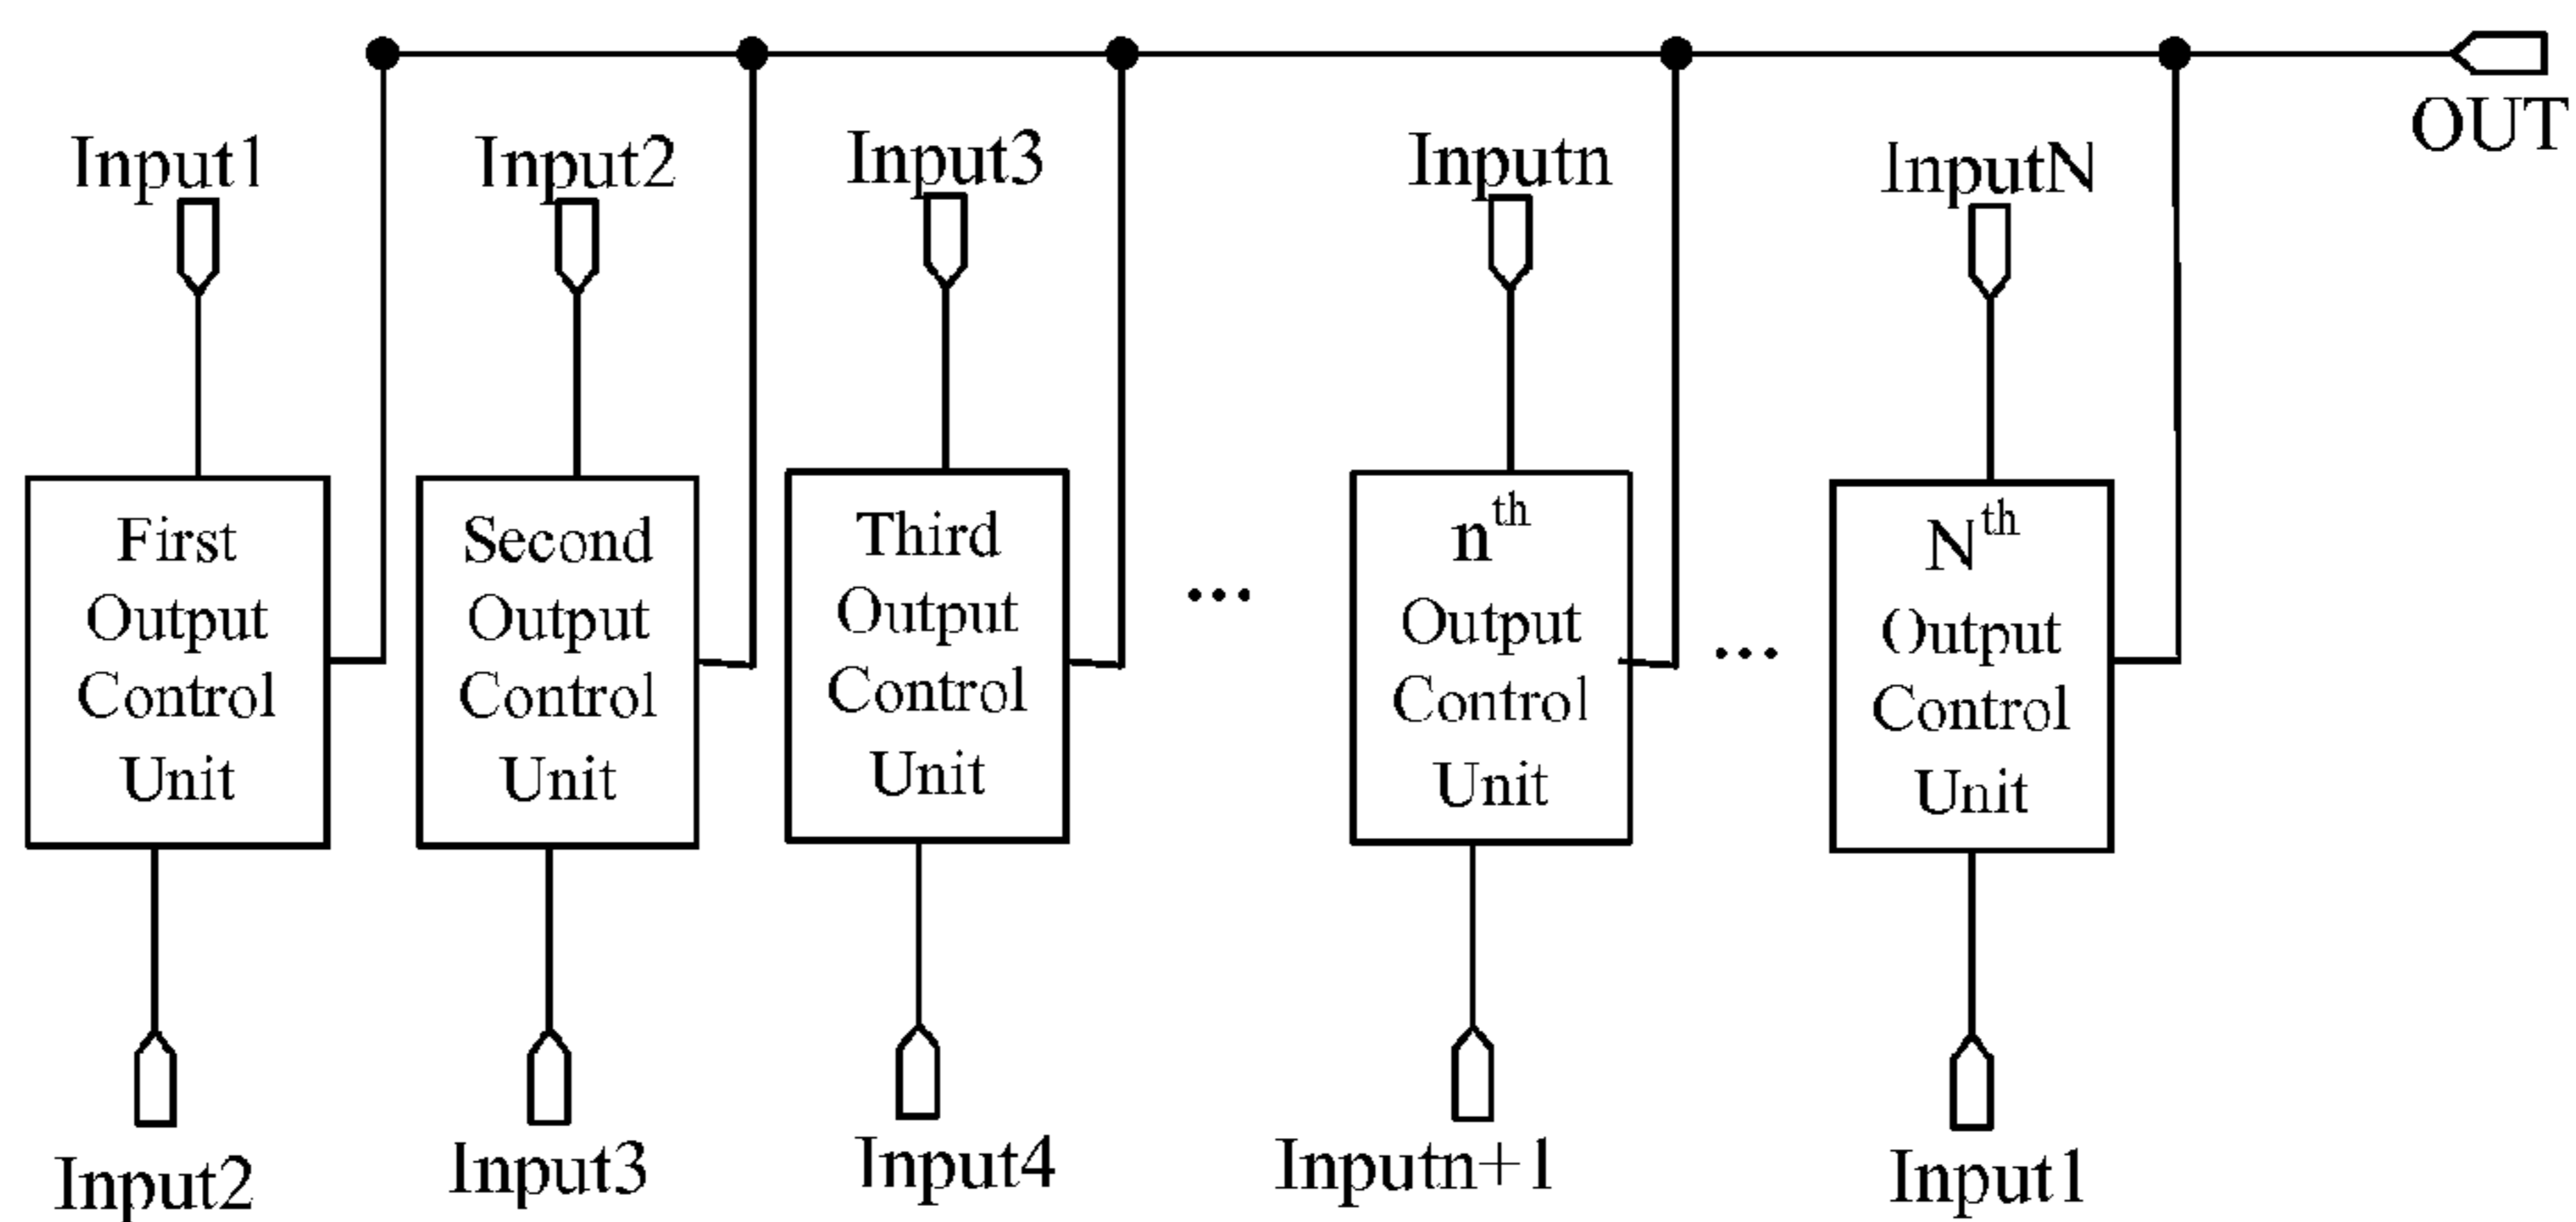 OUT
Input1
Input2
Input3
Inputn
InputN
First
Output
Control
Unit
Second
Output
Control
Unit
Third
Output
Control
Unit
...
nth
Output
Control
Unit
...
Nth
Output
Control
Unit
Input2
Input3
Input4
Inputn+1
Input1